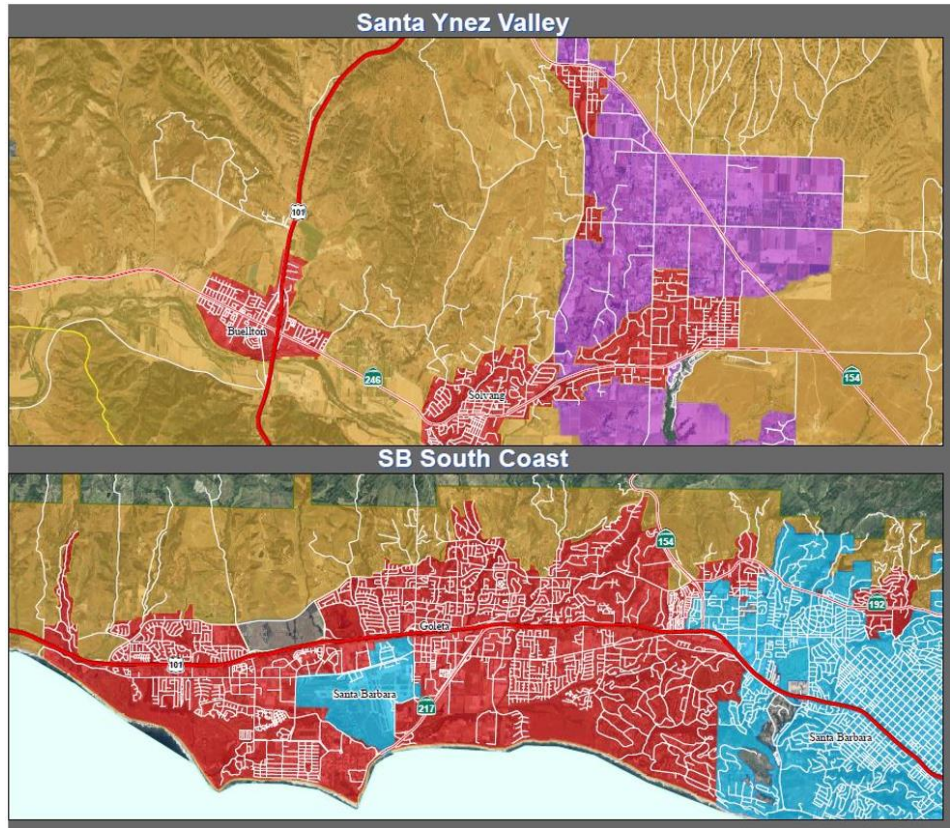 Santa Ynez Valley
101
Buellton
246
Solvang
154
SB South Coast
154
192
Goleta
101
Santa Barbara
217
Santa Barbara